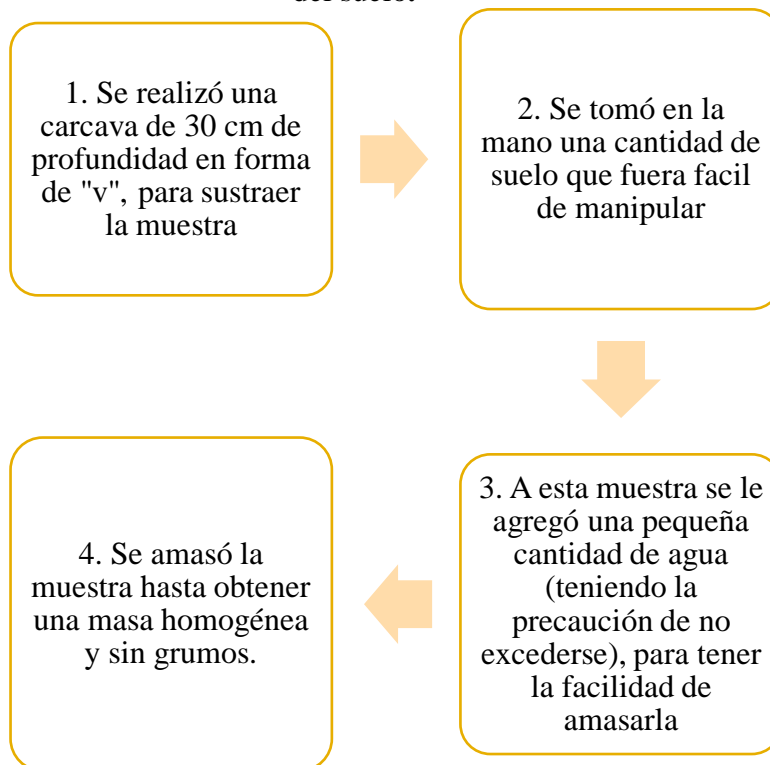 del suelo.
1. Se realizó una
carcava de 30 cm de
profundidad en forma
de "v", para sustraer
la muestra
2. Se tomó en la
mano una cantidad de
suelo que fuera facil
de manipular
3. A esta muestra se le
agregó una pequeña
cantidad de agua
(teniendo la
precaución de no
excederse), para tener
la facilidad de
amasarla
4. Se amasó la
muestra hasta obtener
una masa homogénea
y sin grumos.